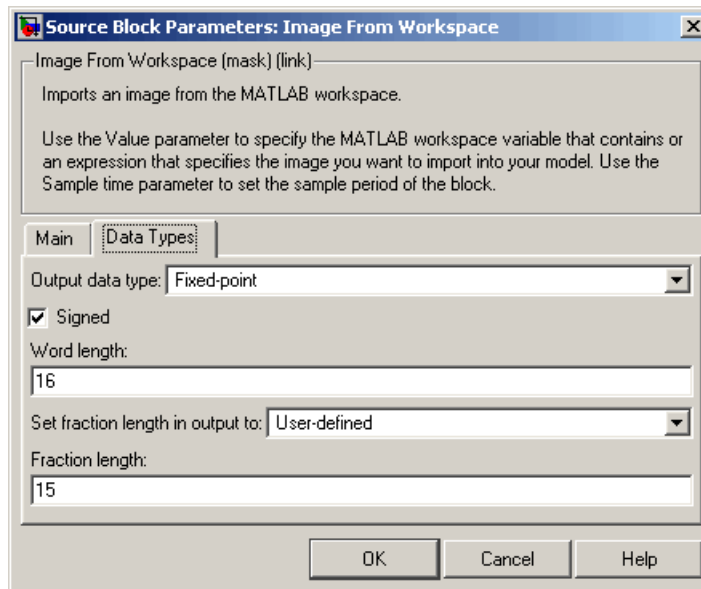 Source Block Parameters: Image From Workspace
Image From Workspace (mask) (link)
Imports an image from the MATLAB workspace.
Use the Value parameter to specify the MATLAB workspace variable that contains or
an expression that specifies the image you want to import into your model. Use the
Sample time parameter to set the sample period of the block.
Main Data Types
Output data type: Fixed-point
Signed
Word length:
16
Set fraction length in output to: User-defined
Fraction length:
15
OK Cancel Help